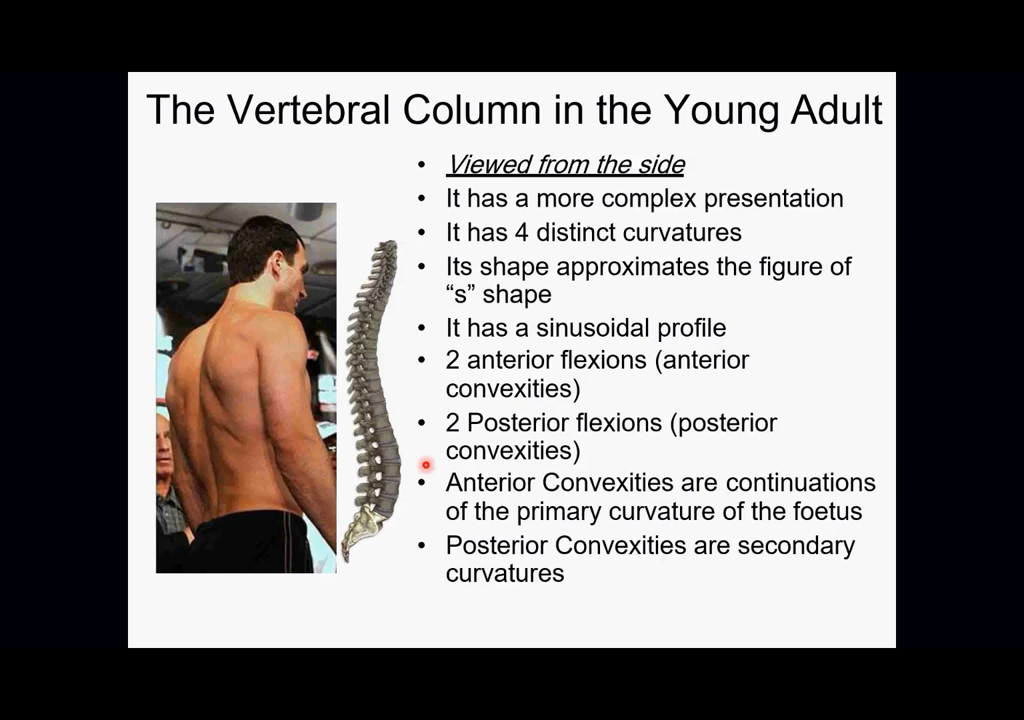 The Vertebral Column in the Young Adult
• Viewed from the side
• It has a more complex presentation
• It has 4 distinct curvatures
• Its shape approximates the figure of
“s” shape
• It has a sinusoidal profile
• 2 anterior flexions (anterior
convexities)
• 2 Posterior flexions (posterior
convexities)
• Anterior Convexities are continuations
of the primary curvature of the foetus
• Posterior Convexities are secondary
curvatures